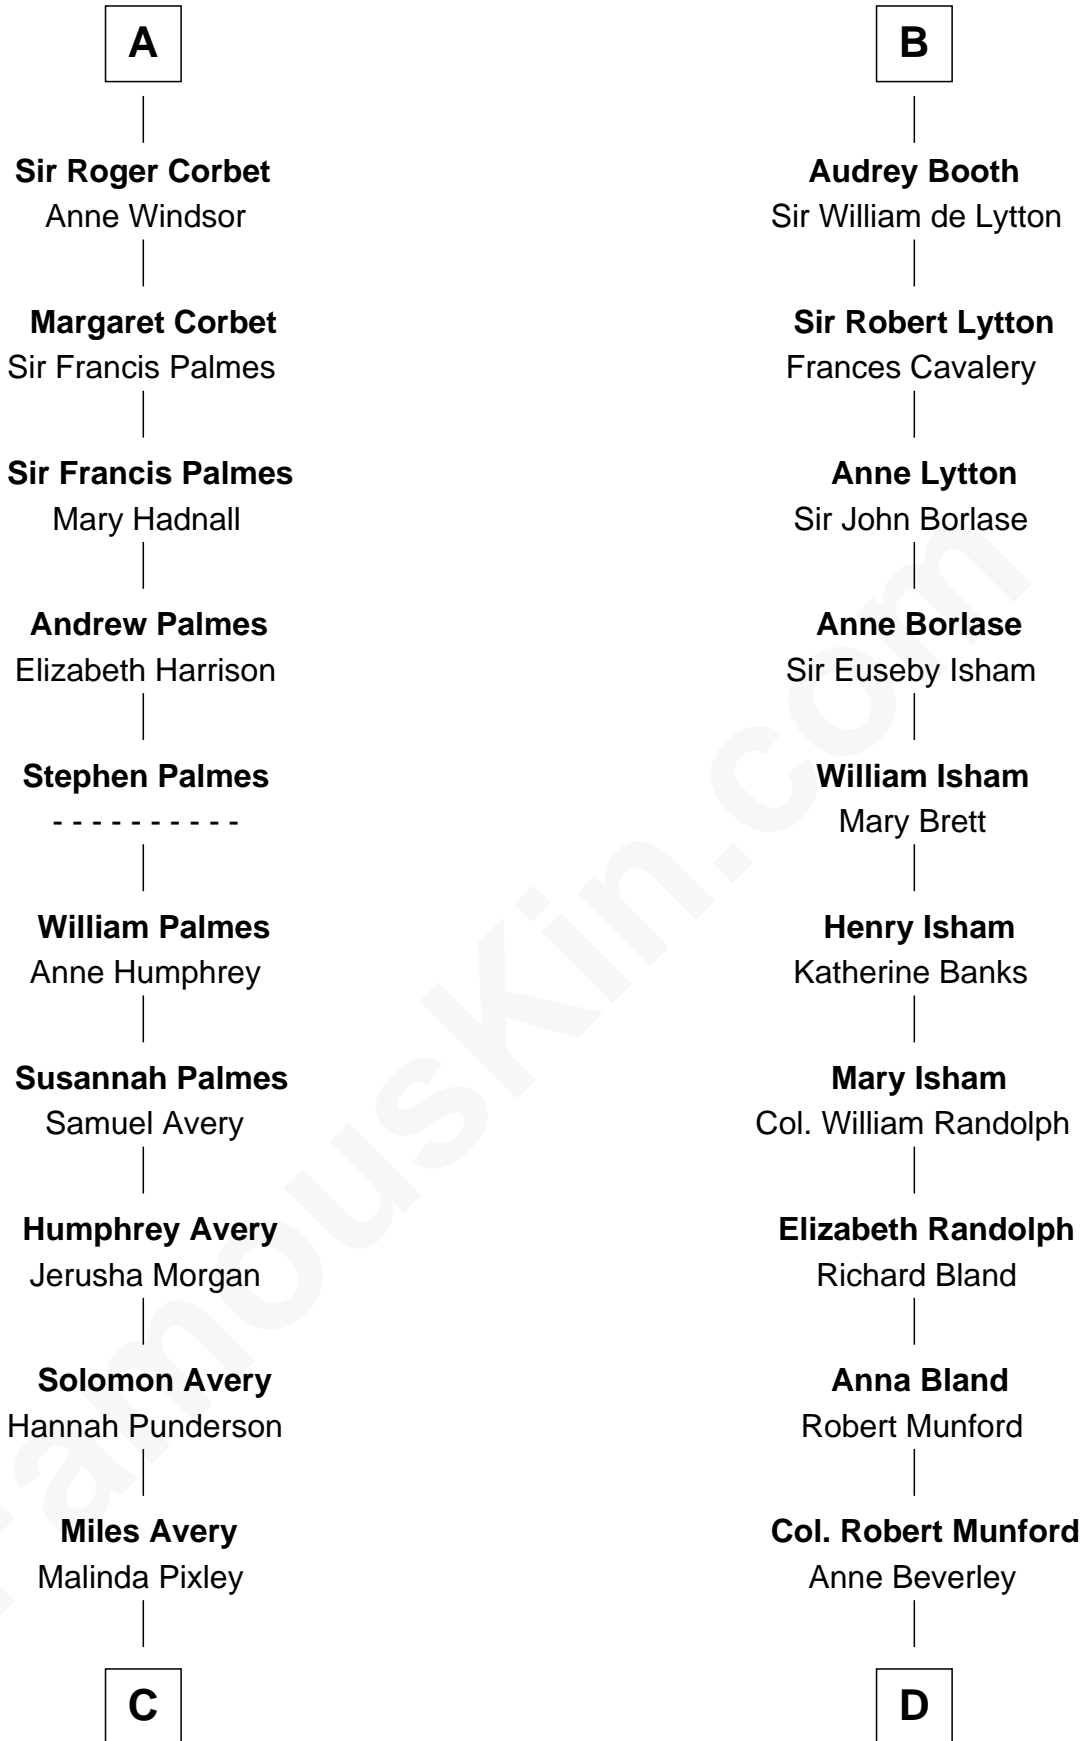 A
Sir Roger Corbet
Anne Windsor
Margaret Corbet
Sir Francis Palmes
Sir Francis Palmes
Mary Hadnall
Andrew Palmes
Elizabeth Harrison
Stephen Palmes
- - - - - - - - - -
William Palmes
Anne Humphrey
Susannah Palmes
Samuel Avery
Humphrey Avery
Jerusha Morgan
Solomon Avery
Hannah Punderson
Miles Avery
Malinda Pixley
C
B
Audrey Booth
Sir William de Lytton
Sir Robert Lytton
Frances Cavalery
Anne Lytton
Sir John Borlase
Anne Borlase
Sir Euseby Isham
William Isham
Mary Brett
Henry Isham
Katherine Banks
Mary Isham
Col. William Randolph
Elizabeth Randolph
Richard Bland
Anna Bland
Robert Munford
Col. Robert Munford
Anne Beverley
D
FamousKin.com